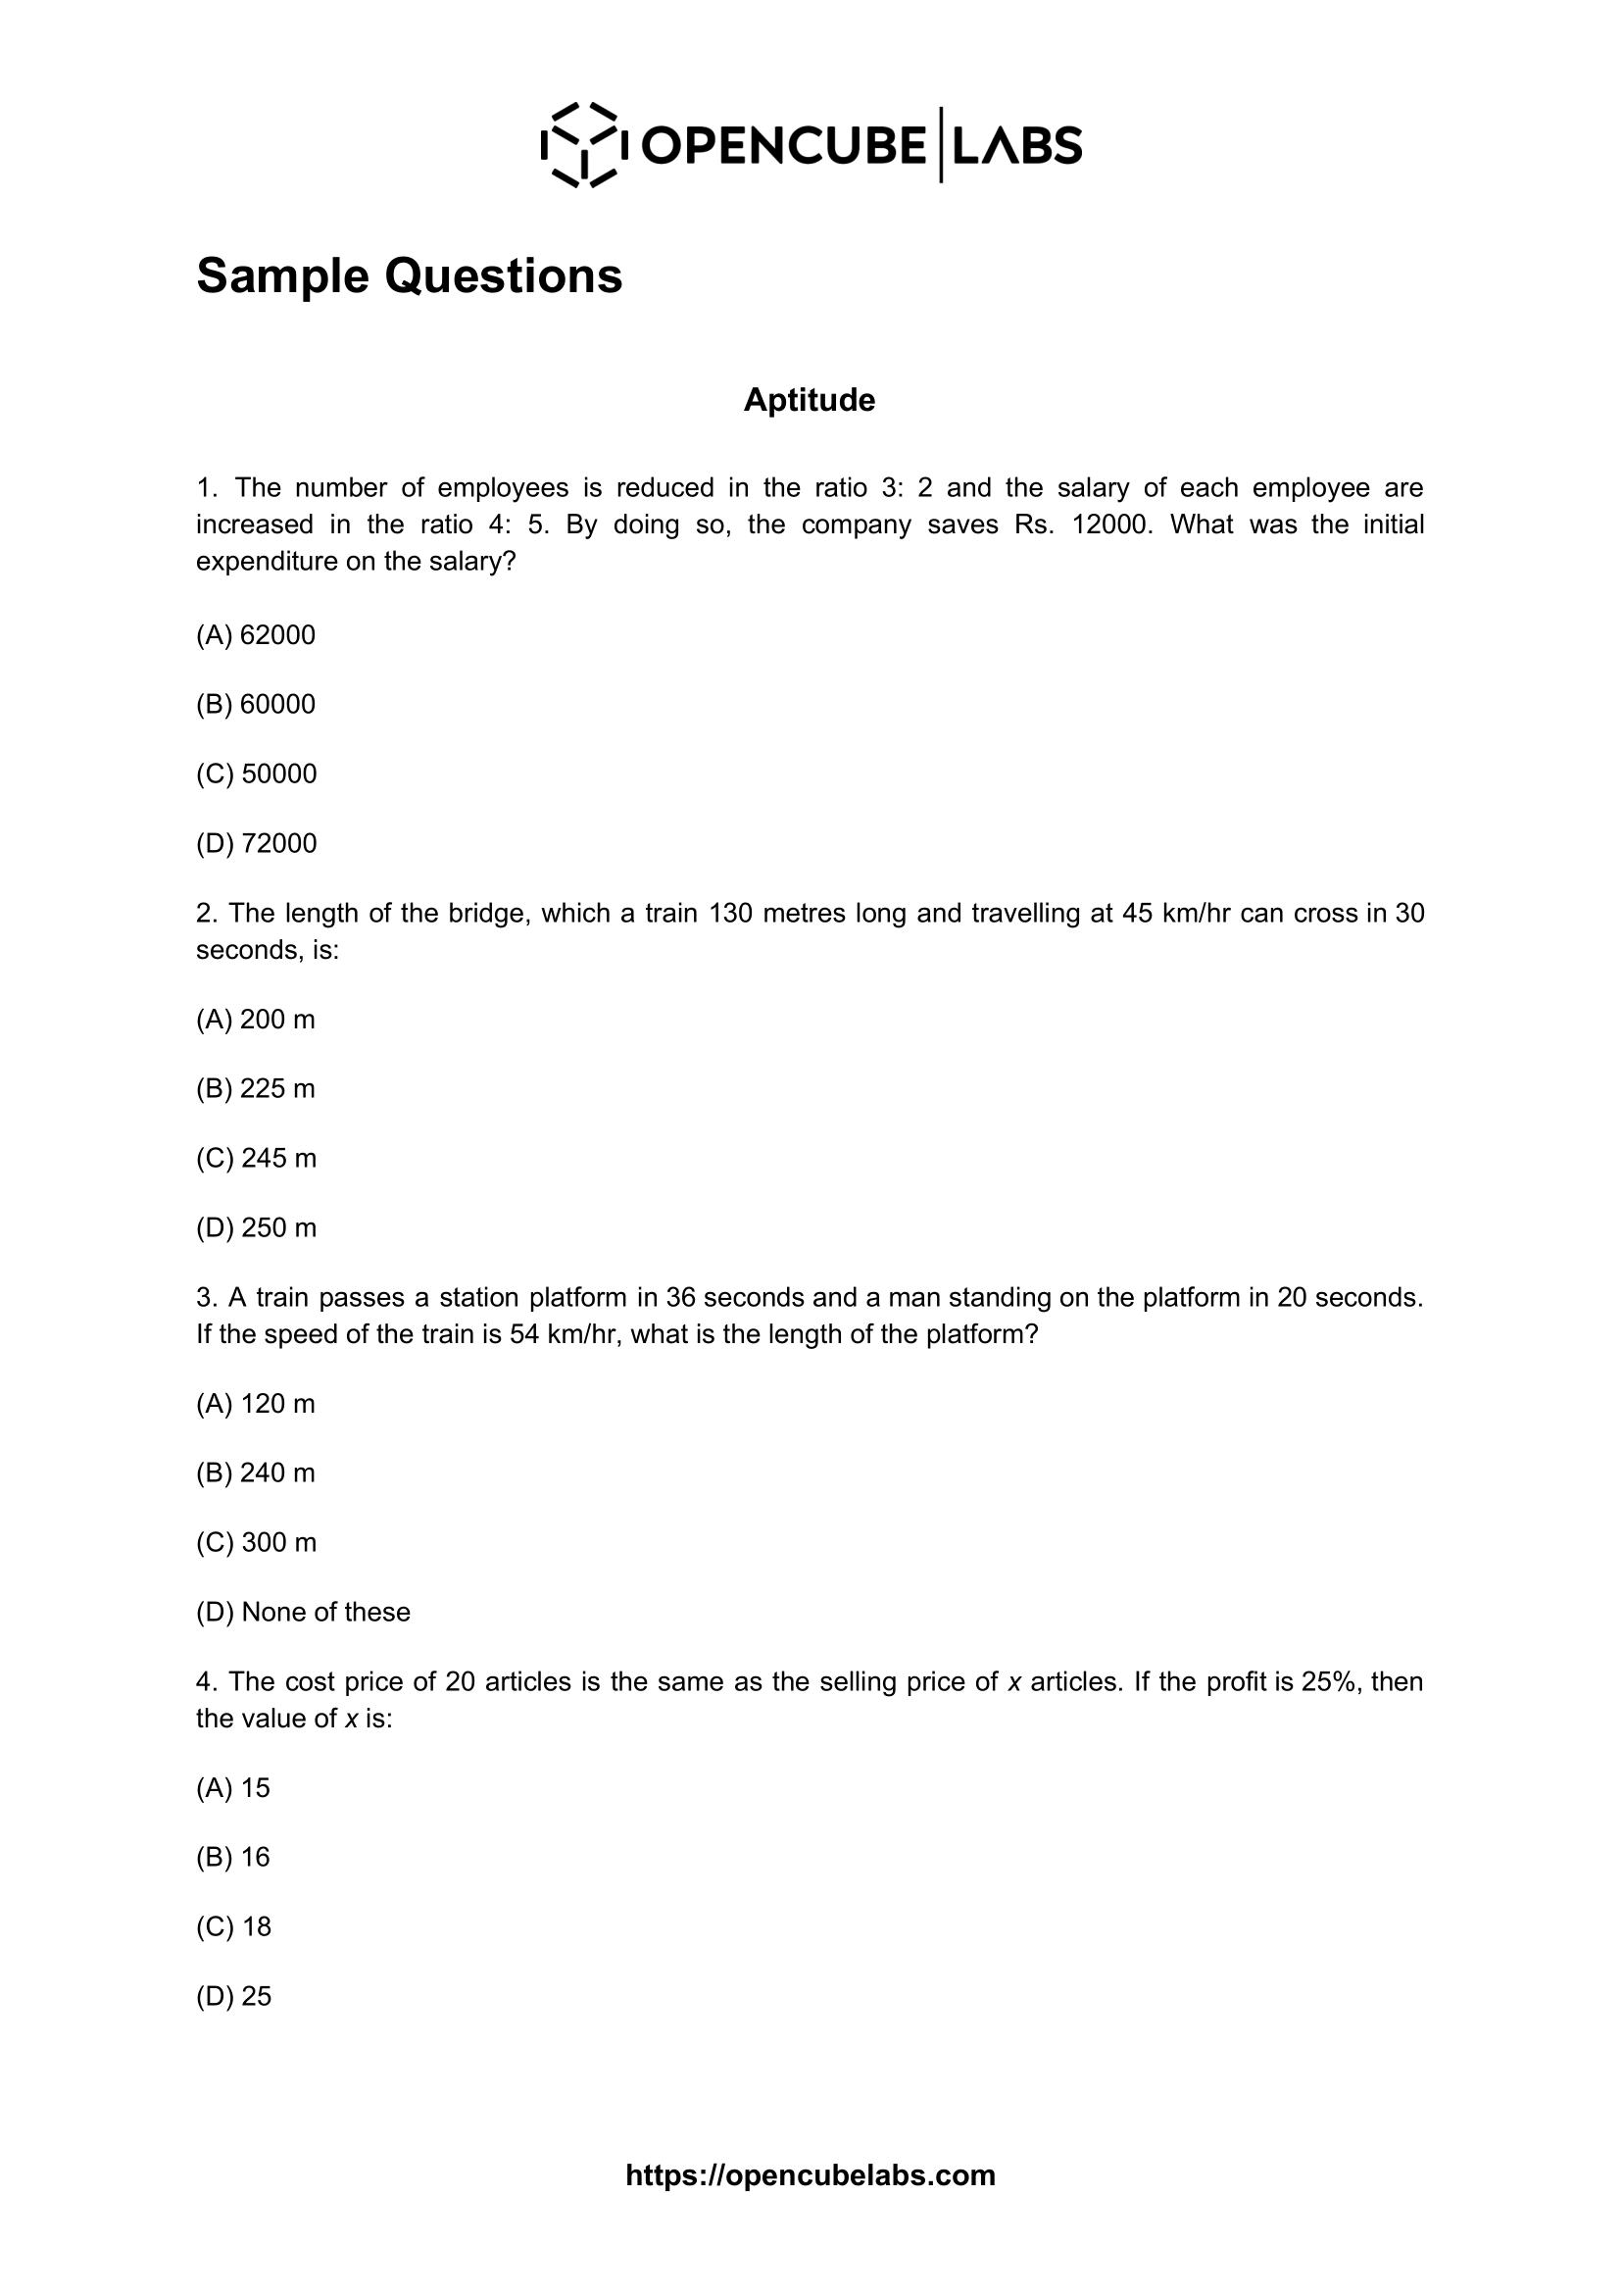 OPENCUBE LABS
Sample Questions
Aptitude
1. The number of employees is reduced in the ratio 3: 2 and the salary of each employee are
increased in the ratio 4: 5. By doing so, the company saves Rs. 12000. What was the initial
expenditure on the salary?
(A) 62000
(B) 60000
(C) 50000
(D) 72000
2. The length of the bridge, which a train 130 metres long and travelling at 45 km/hr can cross in 30
seconds, is:
(A) 200 m
(B) 225 m
(C) 245 m
(D) 250 m
3. A train passes a station platform in 36 seconds and a man standing on the platform in 20 seconds.
If the speed of the train is 54 km/hr, what is the length of the platform?
(A) 120 m
(B) 240 m
(C) 300 m
(D) None of these
4. The cost price of 20 articles is the same as the selling price of x articles. If the profit is 25%, then
the value of x is:
(A) 15
(B) 16
(C) 18
(D) 25
https://opencubelabs.com